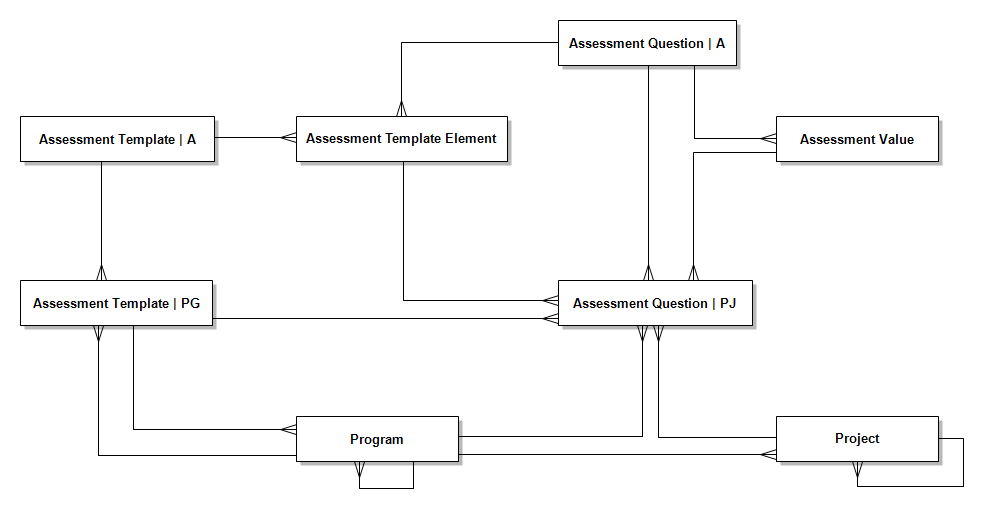 Assessment Question | A
Assessment Template | A
Assessment Template Element
Assessment Value
Assessment Template | PG
Assessment Question | PJ
Program
Project